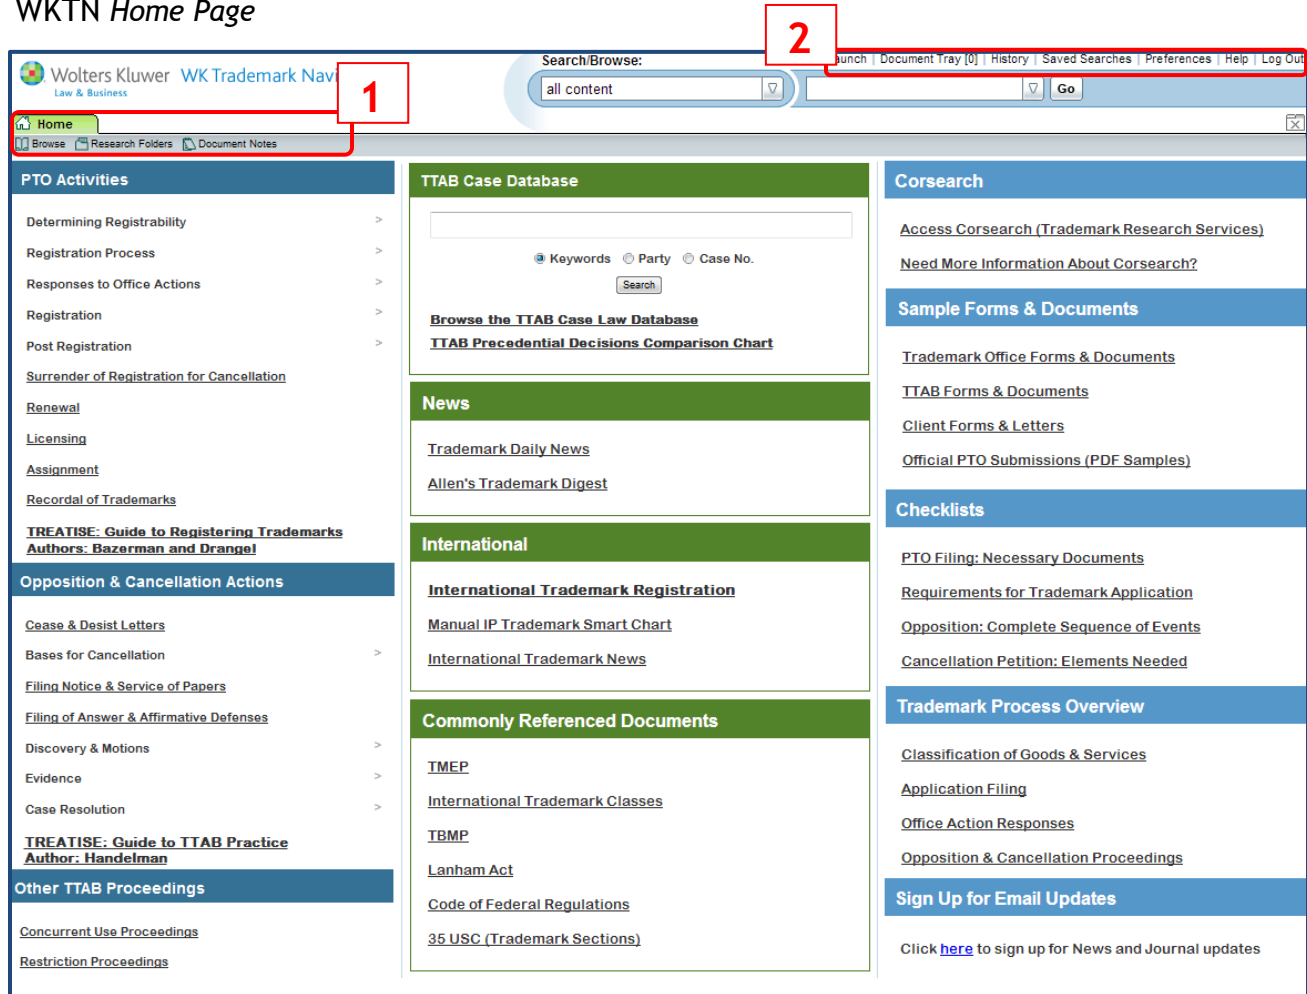 WKTN Home Page
2
Search/Browse:
Document Tray [0] | History | Saved Searches | Preferences | Help | Log Out
Wolters Kluwer WK Trademark
Law & Business
all content
Go
1
Home
Browse Research Folders Document Notes
PTO Activities
Determining Registrability >
Registration Process >
Responses to Office Actions >
Registration >
Post Registration >
Surrender of Registration for Cancellation
Renewal
Licensing
Assignment
Recordal of Trademarks
TREATISE: Guide to Registering Trademarks
Authors: Bazerman and Drangel
Opposition & Cancellation Actions
Cease & Desist Letters
Bases for Cancellation >
Filing Notice & Service of Papers
Filing of Answer & Affirmative Defenses
Discovery & Motions >
Evidence >
Case Resolution >
TREATISE: Guide to TTAB Practice
Author: Handelman
Other TTAB Proceedings
Concurrent Use Proceedings
Restriction Proceedings
TTAB Case Database
Keywords Party Case No.
Search
Browse the TTAB Case Law Database
TTAB Precedential Decisions Comparison Chart
News
Trademark Daily News
Allen's Trademark Digest
International
International Trademark Registration
Manual IP Trademark Smart Chart
International Trademark News
Commonly Referenced Documents
TMEP
International Trademark Classes
TBMP
Lanham Act
Code of Federal Regulations
35 USC (Trademark Sections)
Corsearch
Access Corsearch (Trademark Research Services)
Need More Information About Corsearch?
Sample Forms & Documents
Trademark Office Forms & Documents
TTAB Forms & Documents
Client Forms & Letters
Official PTO Submissions (PDF Samples)
Checklists
PTO Filing: Necessary Documents
Requirements for Trademark Application
Opposition: Complete Sequence of Events
Cancellation Petition: Elements Needed
Trademark Process Overview
Classification of Goods & Services
Application Filing
Office Action Responses
Opposition & Cancellation Proceedings
Sign Up for Email Updates
Click here to sign up for News and Journal updates